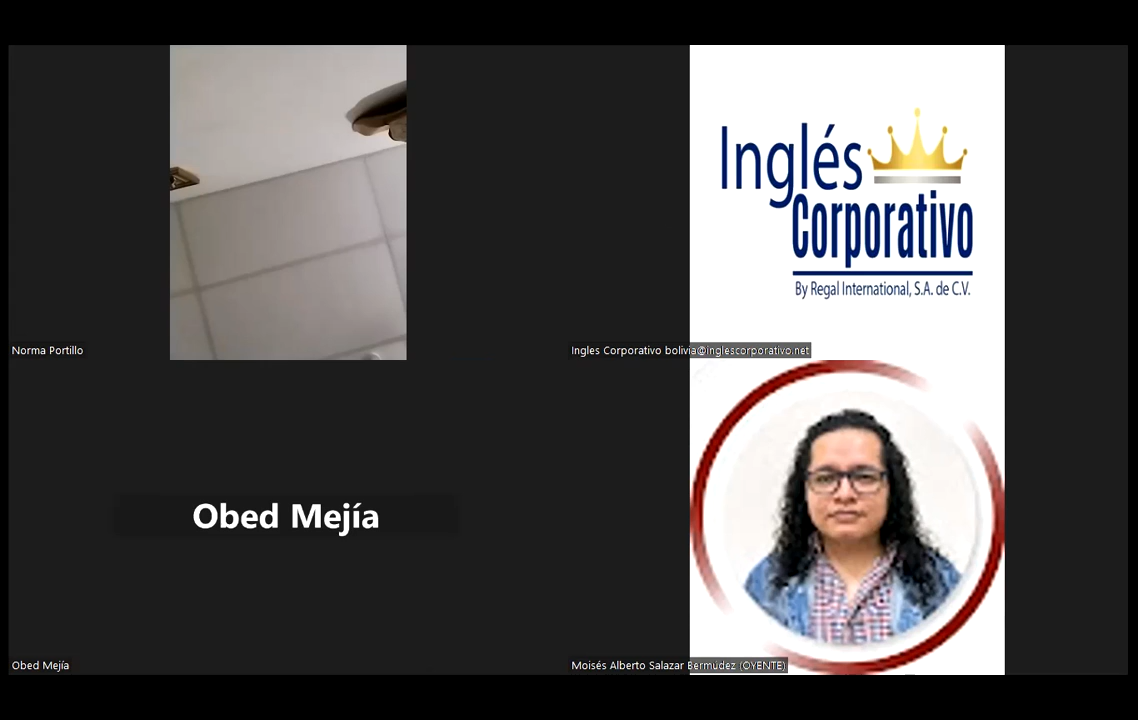 Inglés
Corporativo
By Regal International, S.A. de C.V.
Norma Portillo
Ingles Corporativo bolivia@inglescorporativo.net
Obed Mejía
Obed Mejía
Moisés Alberto Salazar Bermúdez (OYENTE)